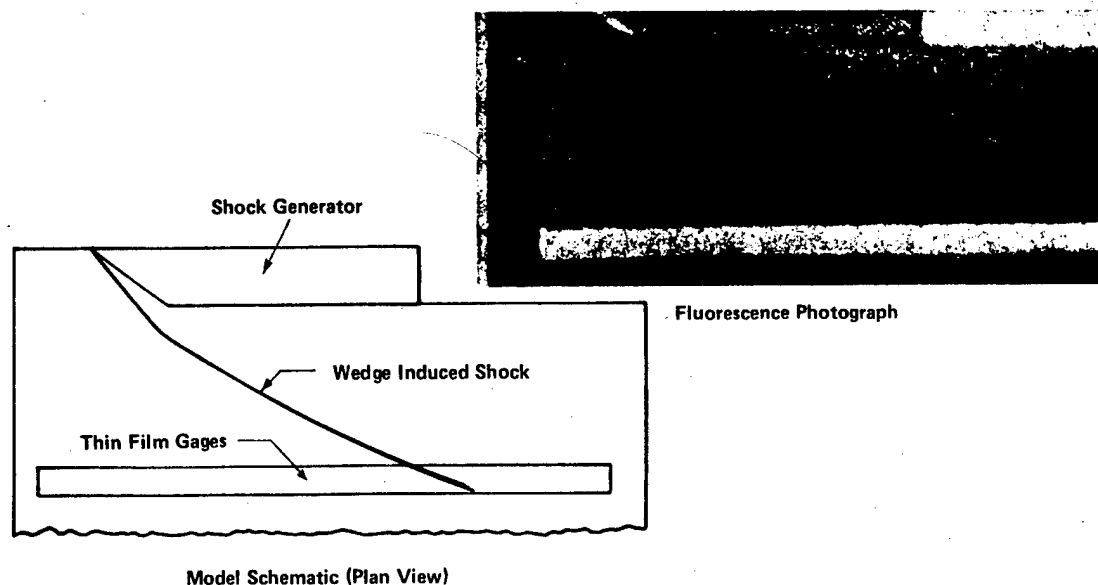 Shock Generator
Fluorescence Photograph
Wedge Induced Shock
Thin Film Gages
Model Schematic (Plan View)